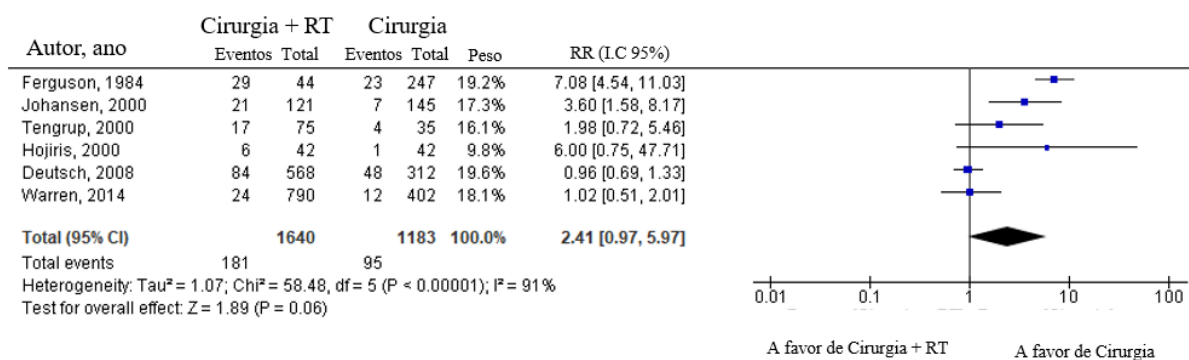 Cirurgia + RT Cirurgia
Autor, ano Eventos Total Eventos Total Peso RR (I.C 95%)
Ferguson, 1984 29 44 23 247 19.2% 7.08 [4.54, 11.03]
Johansen, 2000 21 121 7 145 17.3% 3.60 [1.58, 8.17]
Tengrup, 2000 17 75 4 35 16.1% 1.98 [0.72, 5.46]
Hojiris, 2000 6 42 1 42 9.8% 6.00 [0.75, 47.71]
Deutsch, 2008 84 568 48 312 19.6% 0.96 [0.69, 1.33]
Warren, 2014 24 790 12 402 18.1% 1.02 [0.51, 2.01]
Total (95% CI) 1640 1183 100.0% 2.41 [0.97, 5.97]
Total events 181 95
Heterogeneity: Tau² = 1.07; Chi² = 58.48, df = 5 (P < 0.00001); I² = 91%
Test for overall effect: Z = 1.89 (P = 0.06)
0.01 0.1 1 10 100
A favor de Cirurgia + RT A favor de Cirurgia